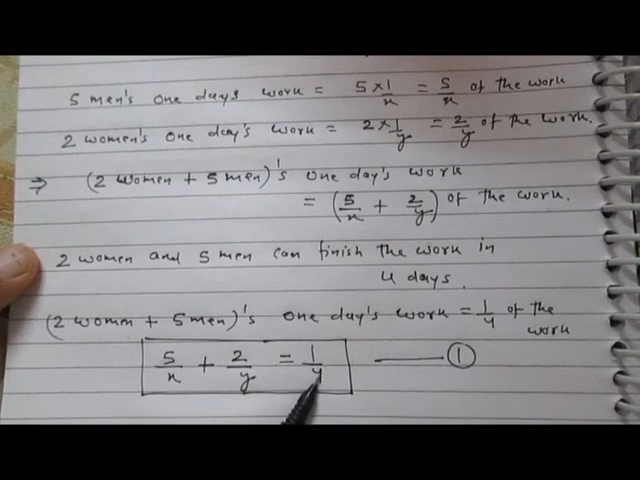 5 men's one days work = 5 × 1/x = 5/x of the work
2 women's one day's work = 2 × 1/y = 2/y of the work.
⇒ (2 women + 5 men)'s one day's work
= (5/x + 2/y) of the work.
2 women and 5 men can finish the work in
4 days.
(2 women + 5 men)'s one day's work = 1/4 of the
work
5/x + 2/y = 1/4 —— ①